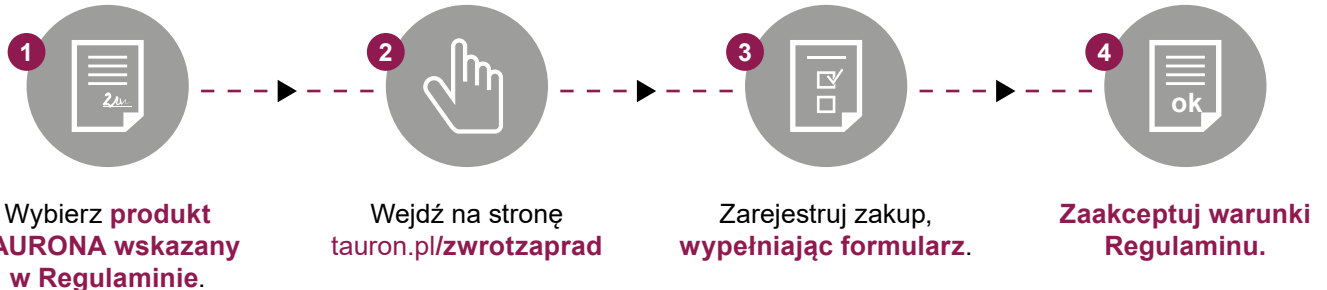 1
2
3
4
ok
Wybierz produkt
AURONA wskazany
w Regulaminie.
Wejdź na stronę
tauron.pl/zwrotzaprad
Zarejestruj zakup,
wypełniając formularz.
Zaakceptuj warunki
Regulaminu.